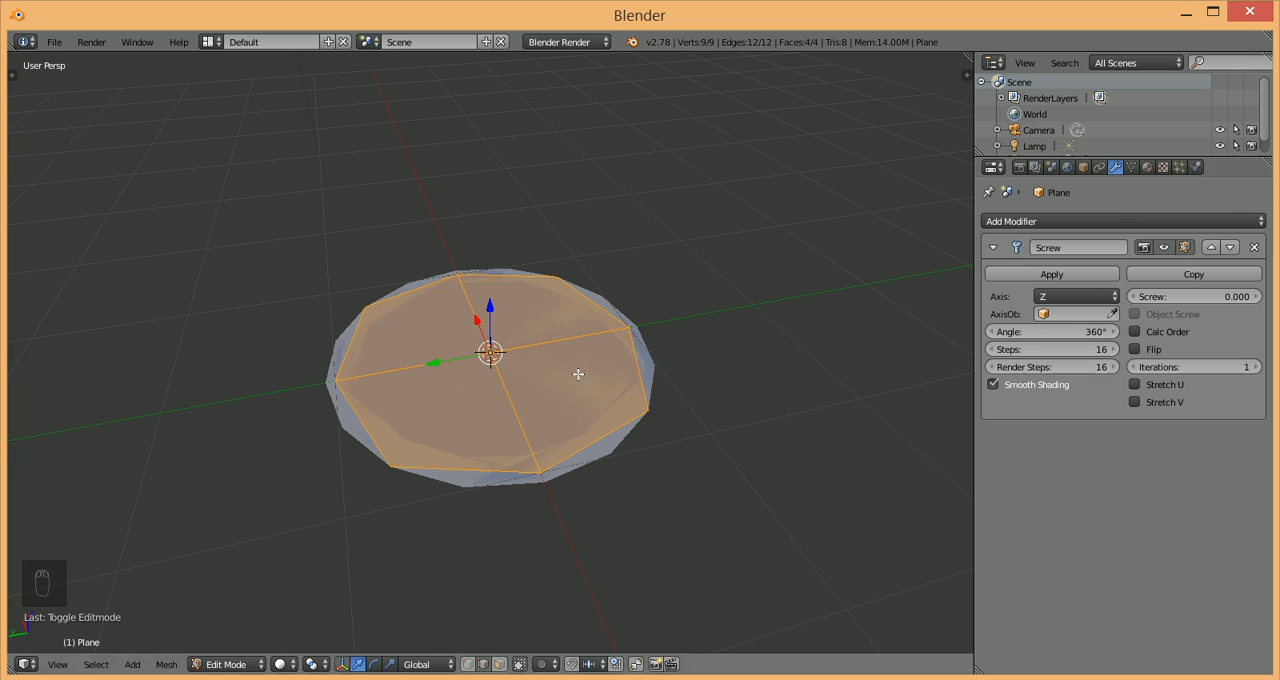 Blender
File Render Window Help Default Scene Blender Render v2.78 | Verts:9/9 | Edges:12/12 | Faces:4/4 | Tris:8 | Mem:14.00M | Plane
User Persp
View Search All Scenes
Scene
RenderLayers |
World
Camera |
Lamp |
Plane
Add Modifier
Screw
Apply Copy
Axis: Z Screw: 0.000
AxisOb: Object Screw
Angle: 360° Calc Order
Steps: 16 Flip
Render Steps: 16 Iterations: 1
Smooth Shading Stretch U
Stretch V
Last: Toggle Editmode
(1) Plane
View Select Add Mesh Edit Mode Global